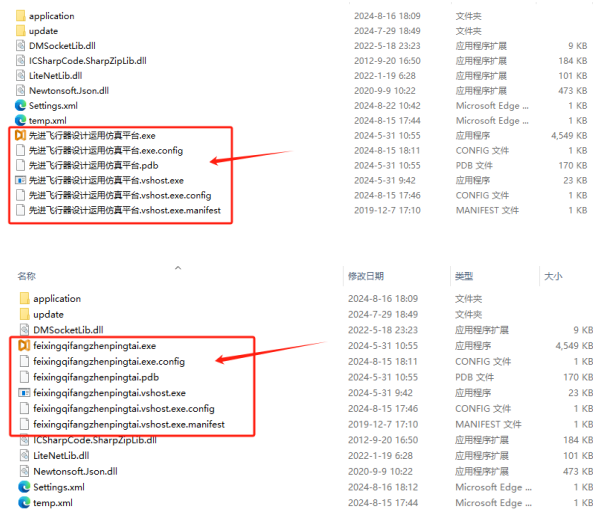 application 2024-8-16 18:09 文件夹
update 2024-7-29 18:49 文件夹
DMSocketLib.dll 2022-5-18 23:23 应用程序扩展 9 KB
ICSharpCode.SharpZipLib.dll 2012-9-20 16:50 应用程序扩展 184 KB
LiteNetLib.dll 2022-1-19 6:28 应用程序扩展 101 KB
Newtonsoft.Json.dll 2020-9-9 10:22 应用程序扩展 473 KB
Settings.xml 2024-8-22 10:42 Microsoft Edge ... 1 KB
temp.xml 2024-8-15 17:44 Microsoft Edge ... 1 KB
先进飞行器设计运用仿真平台.exe 2024-5-31 10:55 应用程序 4,549 KB
先进飞行器设计运用仿真平台.exe.config 2024-8-15 18:11 CONFIG 文件 1 KB
先进飞行器设计运用仿真平台.pdb 2024-5-31 10:55 PDB 文件 170 KB
先进飞行器设计运用仿真平台.vshost.exe 2024-5-31 9:42 应用程序 23 KB
先进飞行器设计运用仿真平台.vshost.exe.config 2024-8-15 17:46 CONFIG 文件 1 KB
先进飞行器设计运用仿真平台.vshost.exe.manifest 2019-12-7 17:10 MANIFEST 文件 1 KB
名称 修改日期 类型 大小
application 2024-8-16 18:09 文件夹
update 2024-7-29 18:49 文件夹
DMSocketLib.dll 2022-5-18 23:23 应用程序扩展 9 KB
feixingqifangzhenpingtai.exe 2024-5-31 10:55 应用程序 4,549 KB
feixingqifangzhenpingtai.exe.config 2024-8-15 18:11 CONFIG 文件 1 KB
feixingqifangzhenpingtai.pdb 2024-5-31 10:55 PDB 文件 170 KB
feixingqifangzhenpingtai.vshost.exe 2024-5-31 9:42 应用程序 23 KB
feixingqifangzhenpingtai.vshost.exe.config 2024-8-15 17:46 CONFIG 文件 1 KB
feixingqifangzhenpingtai.vshost.exe.manifest 2019-12-7 17:10 MANIFEST 文件 1 KB
ICSharpCode.SharpZipLib.dll 2012-9-20 16:50 应用程序扩展 184 KB
LiteNetLib.dll 2022-1-19 6:28 应用程序扩展 101 KB
Newtonsoft.Json.dll 2020-9-9 10:22 应用程序扩展 473 KB
Settings.xml 2024-8-16 18:12 Microsoft Edge ... 1 KB
temp.xml 2024-8-15 17:44 Microsoft Edge ... 1 KB